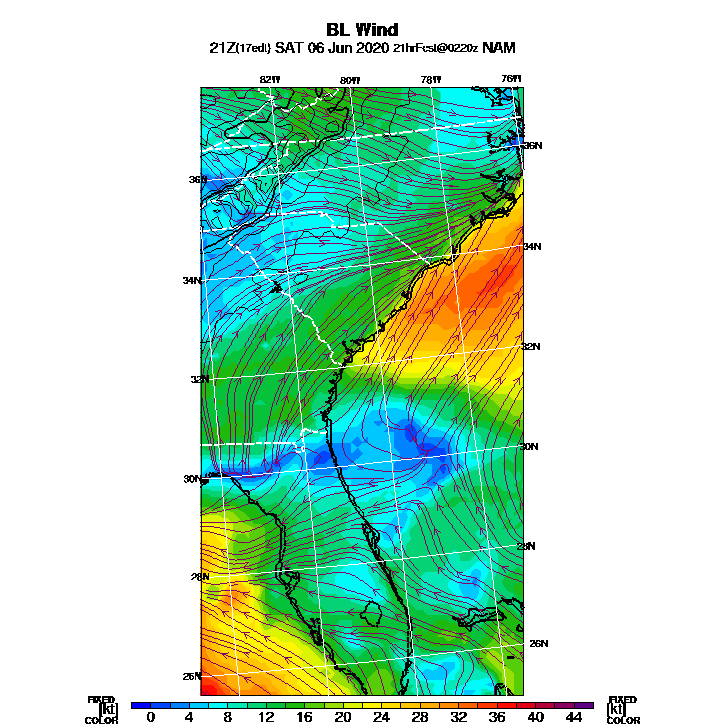 BL Wind
21Z(17edt) SAT 06 Jun 2020 21hrFcst@0220z NAM
82W 80W 78W 76W
36N
36N
34N
34N
32N
32N
30N
30N
28N
28N
26N
26N
FIXED FIXED
[kt] [kt]
COLOR COLOR
0 4 8 12 16 20 24 28 32 36 40 44